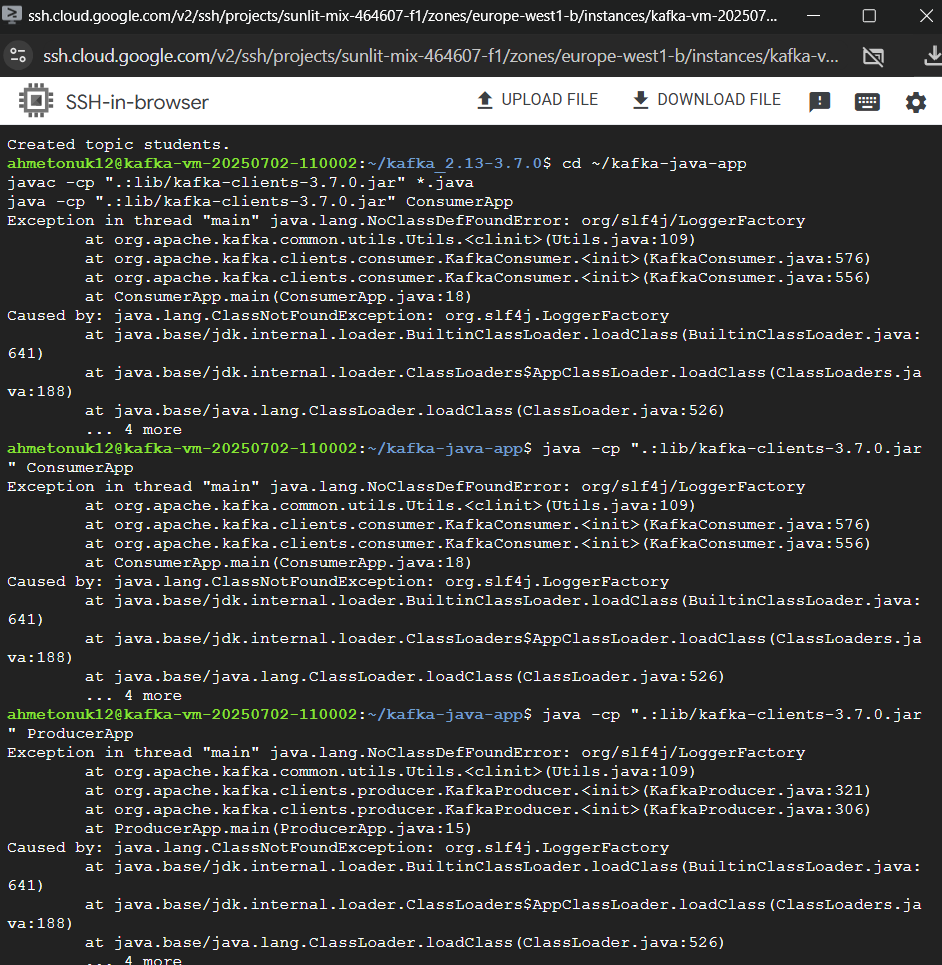 ssh.cloud.google.com/v2/ssh/projects/sunlit-mix-464607-f1/zones/europe-west1-b/instances/kafka-vm-202507...
ssh.cloud.google.com/v2/ssh/projects/sunlit-mix-464607-f1/zones/europe-west1-b/instances/kafka-v...
SSH-in-browser
UPLOAD FILE
DOWNLOAD FILE
Created topic students.
ahmetonuk12@kafka-vm-20250702-110002:~/kafka_2.13-3.7.0$ cd ~/kafka-java-app
javac -cp ".:lib/kafka-clients-3.7.0.jar" *.java
java -cp ".:lib/kafka-clients-3.7.0.jar" ConsumerApp
Exception in thread "main" java.lang.NoClassDefFoundError: org/slf4j/LoggerFactory
at org.apache.kafka.common.utils.Utils.<clinit>(Utils.java:109)
at org.apache.kafka.clients.consumer.KafkaConsumer.<init>(KafkaConsumer.java:576)
at org.apache.kafka.clients.consumer.KafkaConsumer.<init>(KafkaConsumer.java:556)
at ConsumerApp.main(ConsumerApp.java:18)
Caused by: java.lang.ClassNotFoundException: org.slf4j.LoggerFactory
at java.base/jdk.internal.loader.BuiltinClassLoader.loadClass(BuiltinClassLoader.java:
641)
at java.base/jdk.internal.loader.ClassLoaders$AppClassLoader.loadClass(ClassLoaders.ja
va:188)
at java.base/java.lang.ClassLoader.loadClass(ClassLoader.java:526)
... 4 more
ahmetonuk12@kafka-vm-20250702-110002:~/kafka-java-app$ java -cp ".:lib/kafka-clients-3.7.0.jar
" ConsumerApp
Exception in thread "main" java.lang.NoClassDefFoundError: org/slf4j/LoggerFactory
at org.apache.kafka.common.utils.Utils.<clinit>(Utils.java:109)
at org.apache.kafka.clients.consumer.KafkaConsumer.<init>(KafkaConsumer.java:576)
at org.apache.kafka.clients.consumer.KafkaConsumer.<init>(KafkaConsumer.java:556)
at ConsumerApp.main(ConsumerApp.java:18)
Caused by: java.lang.ClassNotFoundException: org.slf4j.LoggerFactory
at java.base/jdk.internal.loader.BuiltinClassLoader.loadClass(BuiltinClassLoader.java:
641)
at java.base/jdk.internal.loader.ClassLoaders$AppClassLoader.loadClass(ClassLoaders.ja
va:188)
at java.base/java.lang.ClassLoader.loadClass(ClassLoader.java:526)
... 4 more
ahmetonuk12@kafka-vm-20250702-110002:~/kafka-java-app$ java -cp ".:lib/kafka-clients-3.7.0.jar
" ProducerApp
Exception in thread "main" java.lang.NoClassDefFoundError: org/slf4j/LoggerFactory
at org.apache.kafka.common.utils.Utils.<clinit>(Utils.java:109)
at org.apache.kafka.clients.producer.KafkaProducer.<init>(KafkaProducer.java:321)
at org.apache.kafka.clients.producer.KafkaProducer.<init>(KafkaProducer.java:306)
at ProducerApp.main(ProducerApp.java:15)
Caused by: java.lang.ClassNotFoundException: org.slf4j.LoggerFactory
at java.base/jdk.internal.loader.BuiltinClassLoader.loadClass(BuiltinClassLoader.java:
641)
at java.base/jdk.internal.loader.ClassLoaders$AppClassLoader.loadClass(ClassLoaders.ja
va:188)
at java.base/java.lang.ClassLoader.loadClass(ClassLoader.java:526)
... 4 more